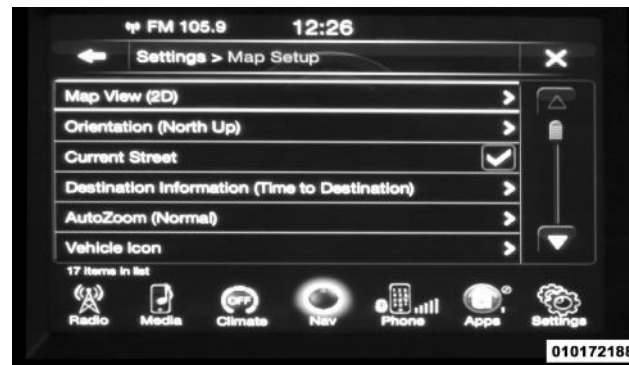 FM 105.9 12:26
Settings > Map Setup
Map View (2D)
Orientation (North Up)
Current Street
Destination Information (Time to Destination)
AutoZoom (Normal)
Vehicle Icon
17 items in list
OFF
Radio Media Climate Nav Phone Apps Settings
010172188